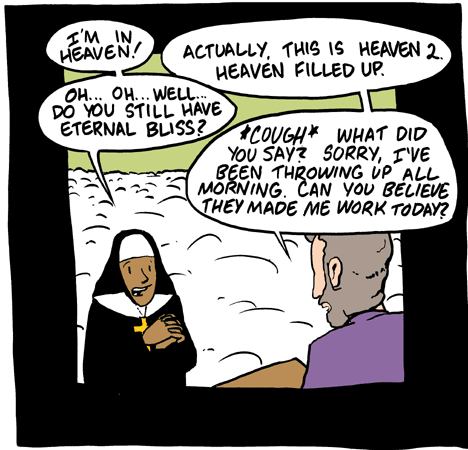 I'M IN
HEAVEN!
ACTUALLY, THIS IS HEAVEN 2.
HEAVEN FILLED UP.
OH... OH... WELL...
DO YOU STILL HAVE
ETERNAL BLISS?
*COUGH* WHAT DID
YOU SAY? SORRY, I'VE
BEEN THROWING UP ALL
MORNING. CAN YOU BELIEVE
THEY MADE ME WORK TODAY?